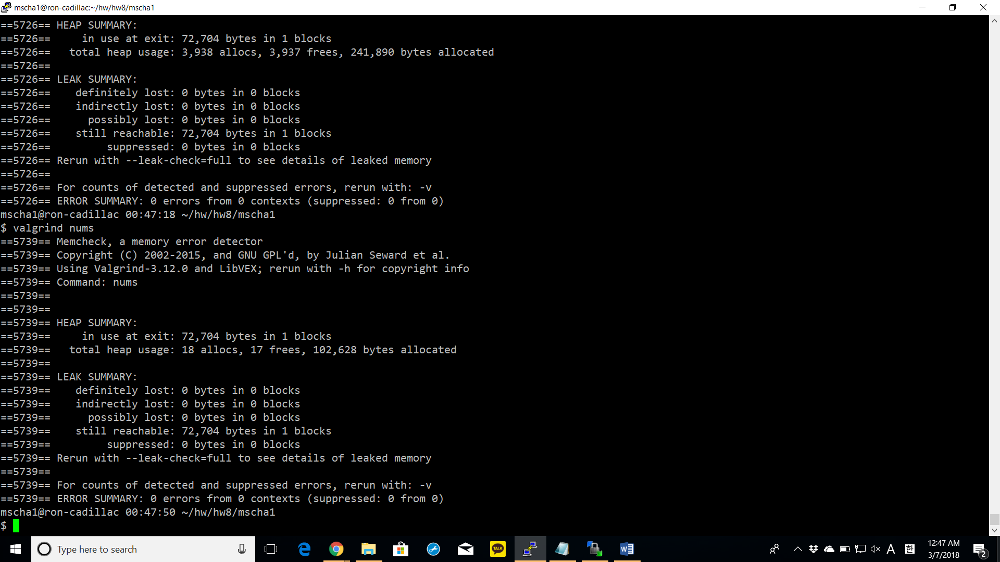 mscha1@ron-cadillac:~/hw/hw8/mscha1
==5726== HEAP SUMMARY:
==5726==     in use at exit: 72,704 bytes in 1 blocks
==5726==   total heap usage: 3,938 allocs, 3,937 frees, 241,890 bytes allocated
==5726==
==5726== LEAK SUMMARY:
==5726==    definitely lost: 0 bytes in 0 blocks
==5726==    indirectly lost: 0 bytes in 0 blocks
==5726==      possibly lost: 0 bytes in 0 blocks
==5726==    still reachable: 72,704 bytes in 1 blocks
==5726==         suppressed: 0 bytes in 0 blocks
==5726== Rerun with --leak-check=full to see details of leaked memory
==5726==
==5726== For counts of detected and suppressed errors, rerun with: -v
==5726== ERROR SUMMARY: 0 errors from 0 contexts (suppressed: 0 from 0)
mscha1@ron-cadillac 00:47:18 ~/hw/hw8/mscha1
$ valgrind nums
==5739== Memcheck, a memory error detector
==5739== Copyright (C) 2002-2015, and GNU GPL'd, by Julian Seward et al.
==5739== Using Valgrind-3.12.0 and LibVEX; rerun with -h for copyright info
==5739== Command: nums
==5739==
==5739==
==5739== HEAP SUMMARY:
==5739==     in use at exit: 72,704 bytes in 1 blocks
==5739==   total heap usage: 18 allocs, 17 frees, 102,628 bytes allocated
==5739==
==5739== LEAK SUMMARY:
==5739==    definitely lost: 0 bytes in 0 blocks
==5739==    indirectly lost: 0 bytes in 0 blocks
==5739==      possibly lost: 0 bytes in 0 blocks
==5739==    still reachable: 72,704 bytes in 1 blocks
==5739==         suppressed: 0 bytes in 0 blocks
==5739== Rerun with --leak-check=full to see details of leaked memory
==5739==
==5739== For counts of detected and suppressed errors, rerun with: -v
==5739== ERROR SUMMARY: 0 errors from 0 contexts (suppressed: 0 from 0)
mscha1@ron-cadillac 00:47:50 ~/hw/hw8/mscha1
$
Type here to search
TALK
A 한
12:47 AM
3/7/2018
2